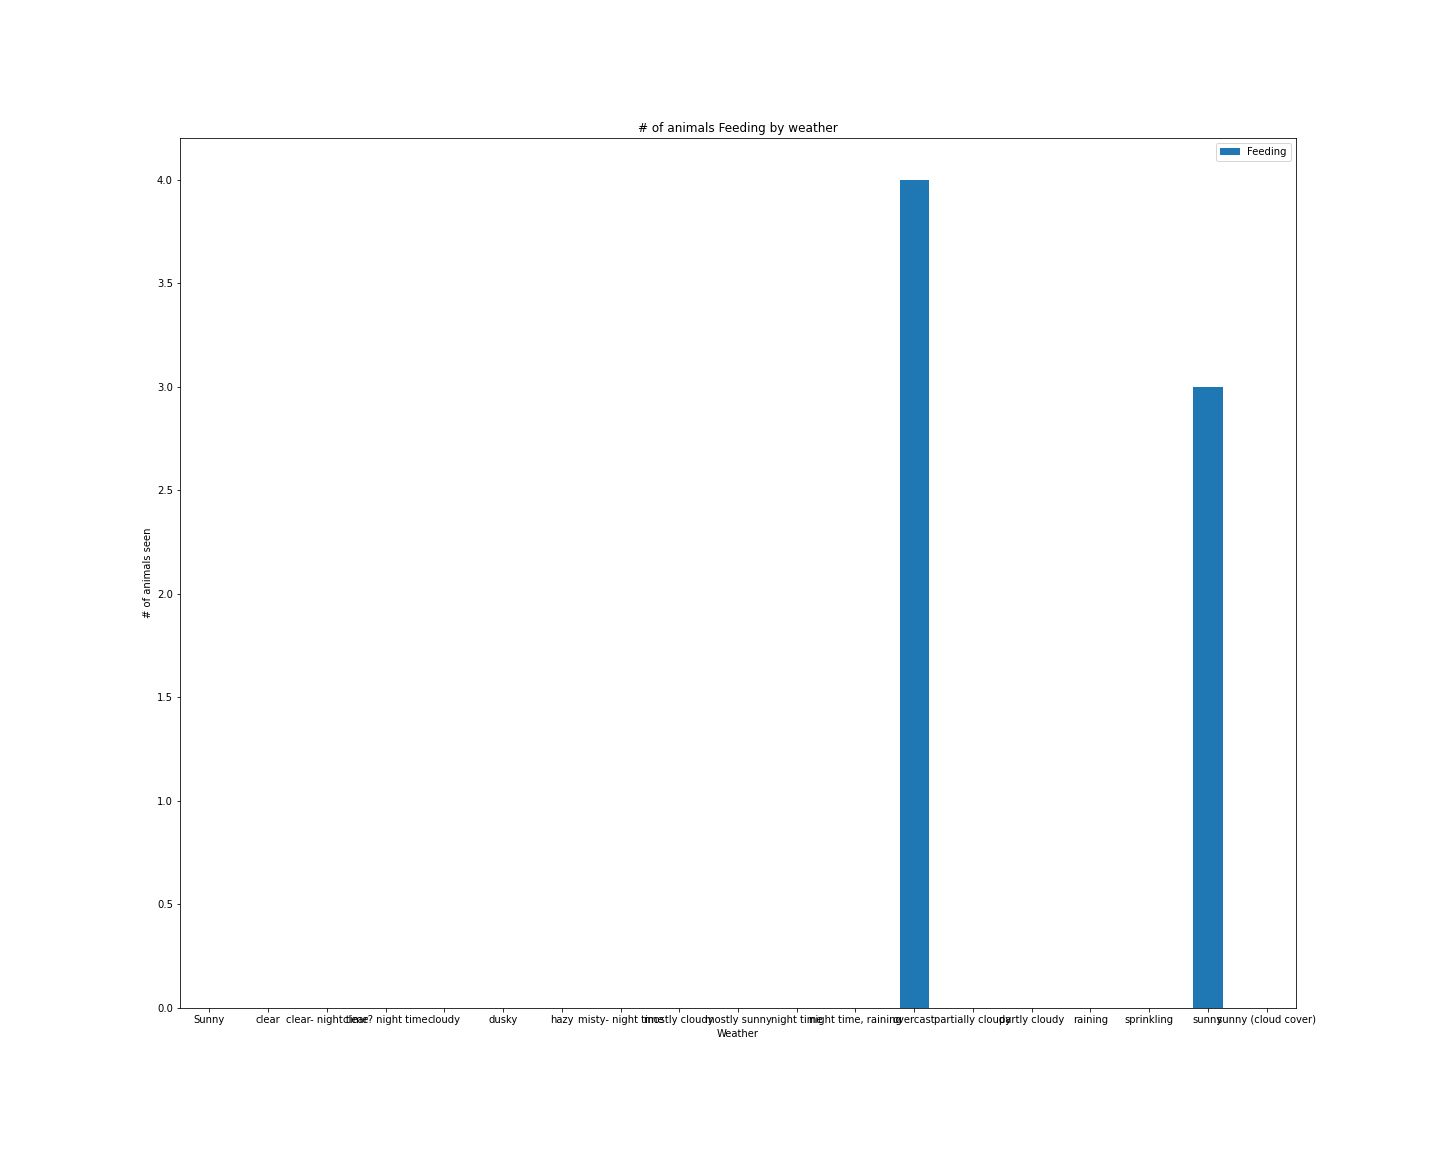 # of animals Feeding by weather
Feeding
4.0
3.5
3.0
2.5
2.0
1.5
1.0
0.5
0.0
# of animals seen
Sunny clear clear- night time clear? night time cloudy dusky hazy misty- night time mostly cloudy mostly sunny night time night time, raining overcast partially cloudy partly cloudy raining sprinkling sunny sunny (cloud cover)
Weather